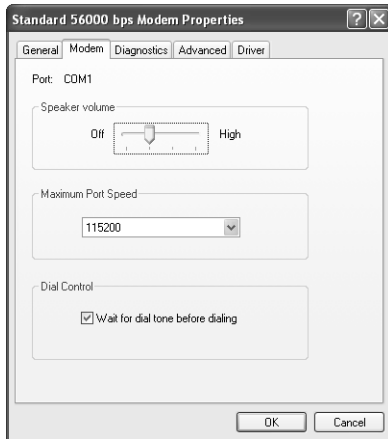 Standard 56000 bps Modem Properties
General Modem Diagnostics Advanced Driver
Port: COM1
Speaker volume
Off High
Maximum Port Speed
115200
Dial Control
Wait for dial tone before dialing
OK Cancel